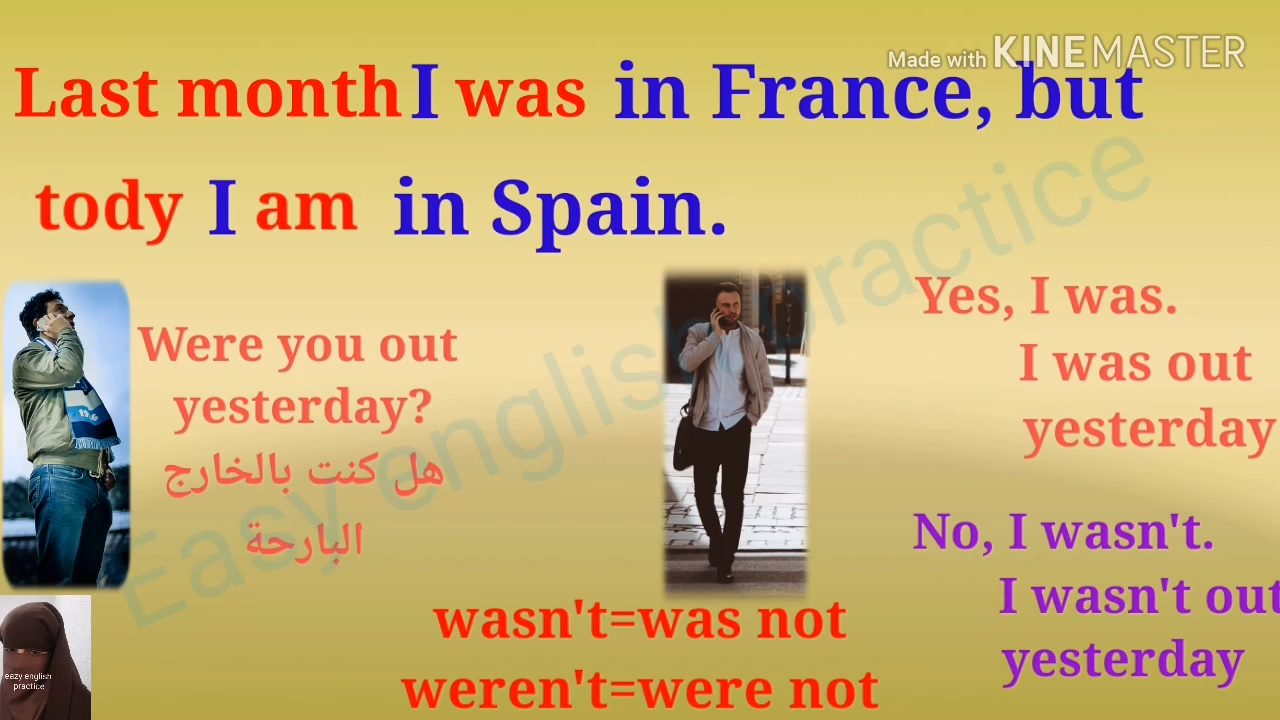 Made with KINEMASTER
Last month I was in France, but
tody I am in Spain.
Were you out
yesterday?
هل كنت بالخارج
البارحة
Yes, I was.
I was out
yesterday
No, I wasn't.
I wasn't out
yesterday
wasn't=was not
weren't=were not
Easy english practice
eazy english
practice